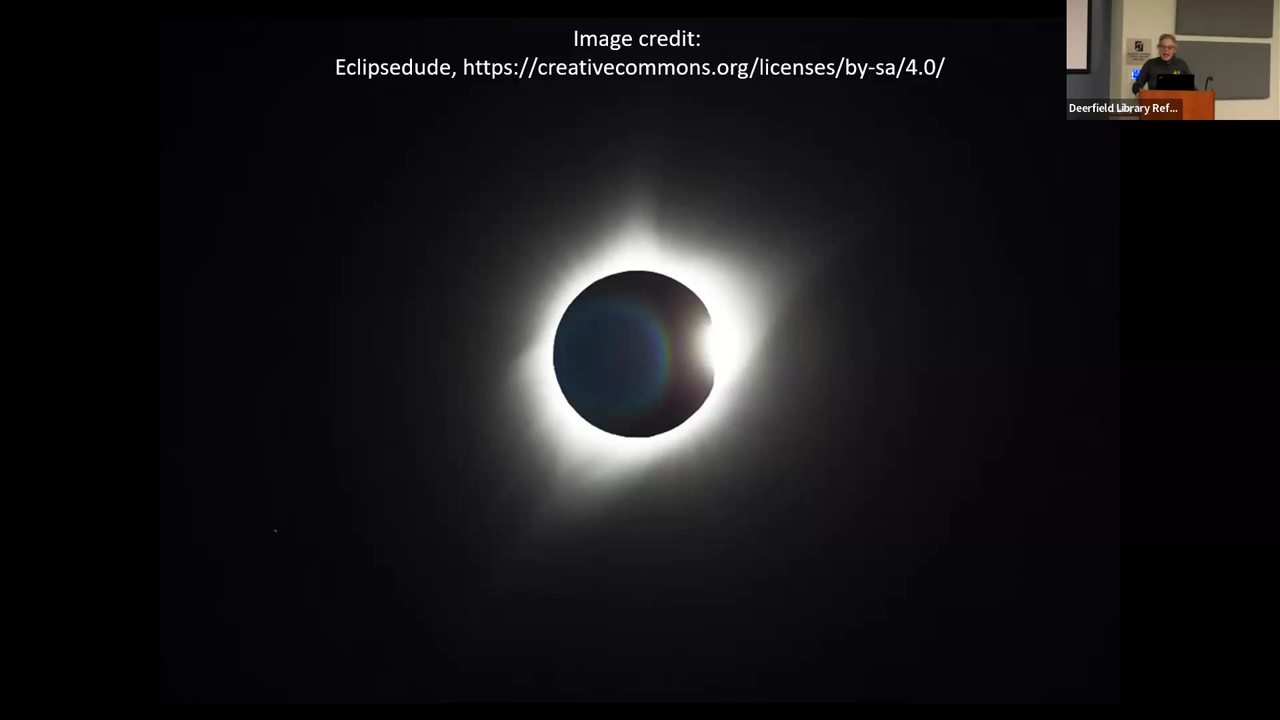 Image credit:
Eclipsedude, https://creativecommons.org/licenses/by-sa/4.0/
Deerfield Library Ref...